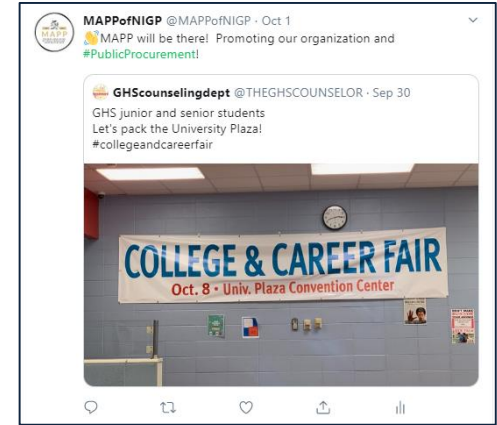 MAPP
MAPPofNIGP @MAPPofNIGP · Oct 1
👋MAPP will be there! Promoting our organization and
#PublicProcurement!
GHScounselingdept @THEGHSCOUNSELOR · Sep 30
GHS junior and senior students
Let's pack the University Plaza!
#collegeandcareerfair
COLLEGE & CAREER FAIR
Oct. 8 • Univ. Plaza Convention Center